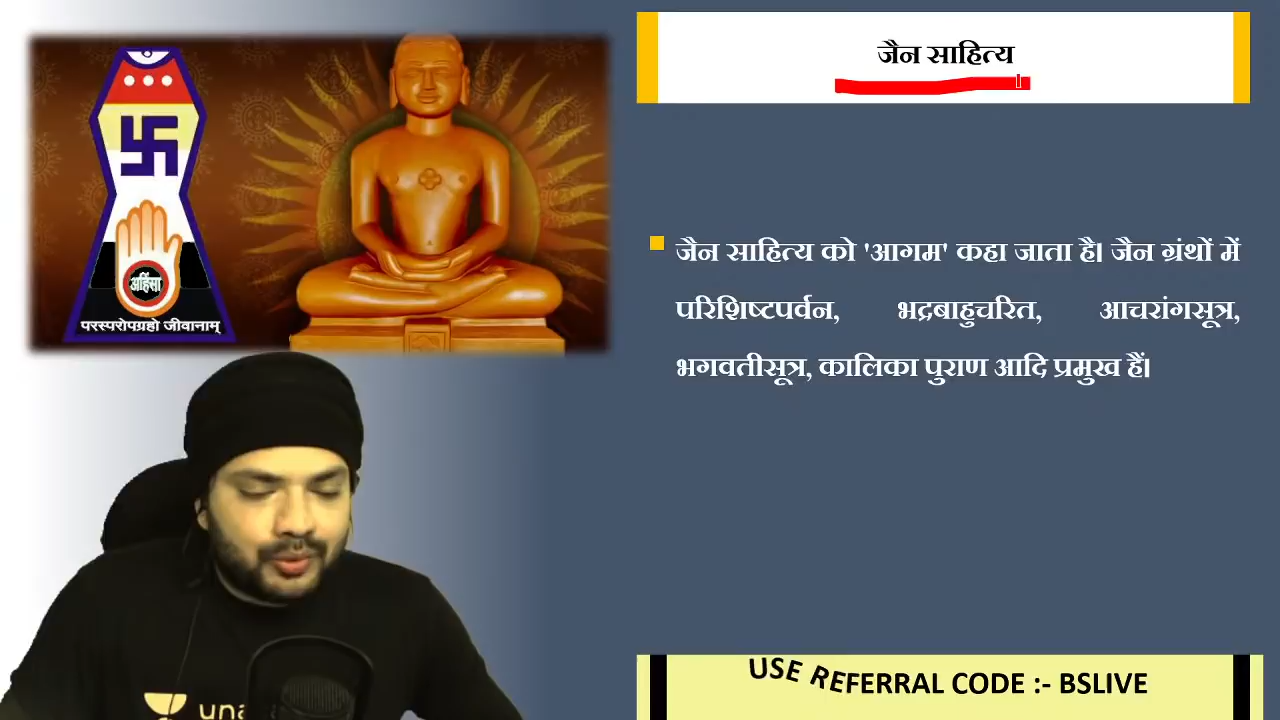 जैन साहित्य
अहिंसा
परस्परोपग्रहो जीवानाम्
जैन साहित्य को 'आगम' कहा जाता है। जैन ग्रंथों में
परिशिष्टपर्वन, भद्रबाहुचरित, आचरांगसूत्र,
भगवतीसूत्र, कालिका पुराण आदि प्रमुख हैं।
una
USE REFERRAL CODE :- BSLIVE